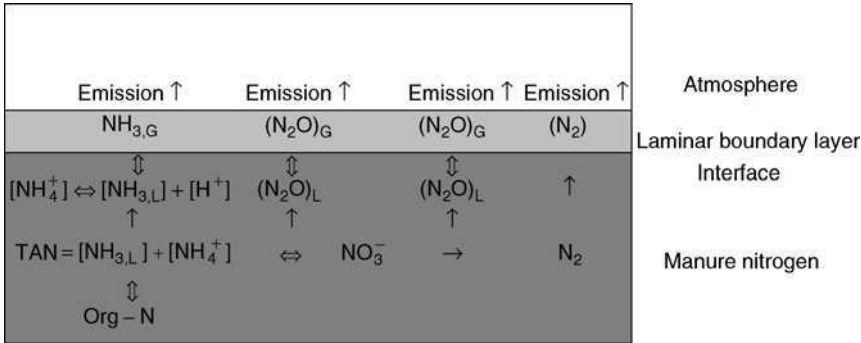 Emission ↑ Emission ↑ Emission ↑ Emission ↑ Atmosphere
NH₃,G (N₂O)G (N₂O)G (N₂) Laminar boundary layer
⇕ ⇕ ⇕ Interface
[NH₄⁺] ⇔ [NH₃,L] + [H⁺] (N₂O)L (N₂O)L ↑
↑ ↑ ↑
TAN = [NH₃,L] + [NH₄⁺] ⇔ NO₃⁻ → N₂ Manure nitrogen
⇕
Org – N